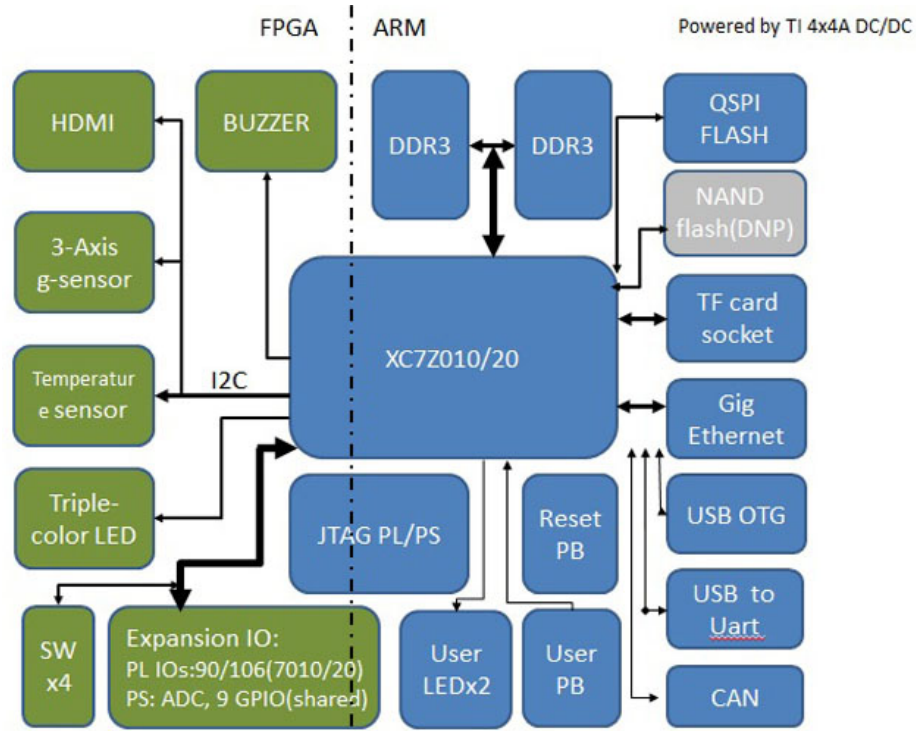 FPGA
ARM
Powered by TI 4x4A DC/DC
HDMI
BUZZER
DDR3
DDR3
QSPI
FLASH
NAND
flash(DNP)
3-Axis
g-sensor
TF card
socket
XC7Z010/20
Temperatur
e sensor
I2C
Gig
Ethernet
Triple-
color LED
JTAG PL/PS
Reset
PB
USB OTG
USB to
Uart
SW
x4
Expansion IO:
PL IOs:90/106(7010/20)
PS: ADC, 9 GPIO(shared)
User
LEDx2
User
PB
CAN